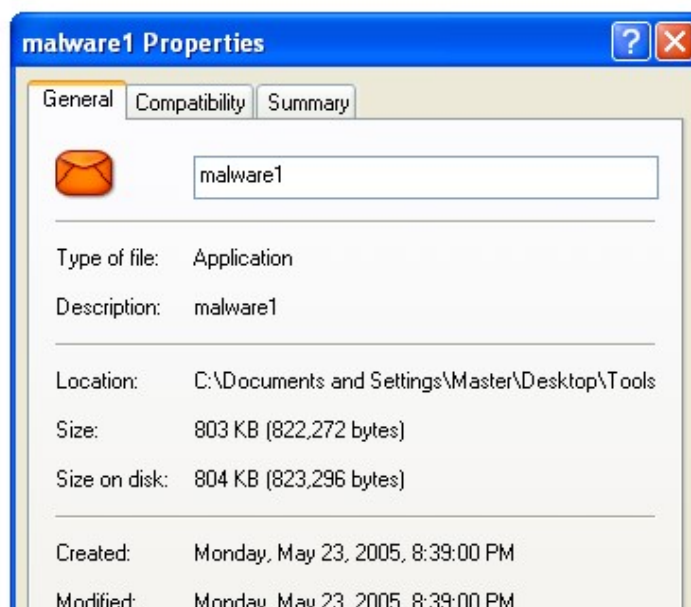 malware1 Properties
General Compatibility Summary
malware1
Type of file: Application
Description: malware1
Location: C:\Documents and Settings\Master\Desktop\Tools
Size: 803 KB (822,272 bytes)
Size on disk: 804 KB (823,296 bytes)
Created: Monday, May 23, 2005, 8:39:00 PM
Modified: Monday, May 23, 2005, 8:39:00 PM